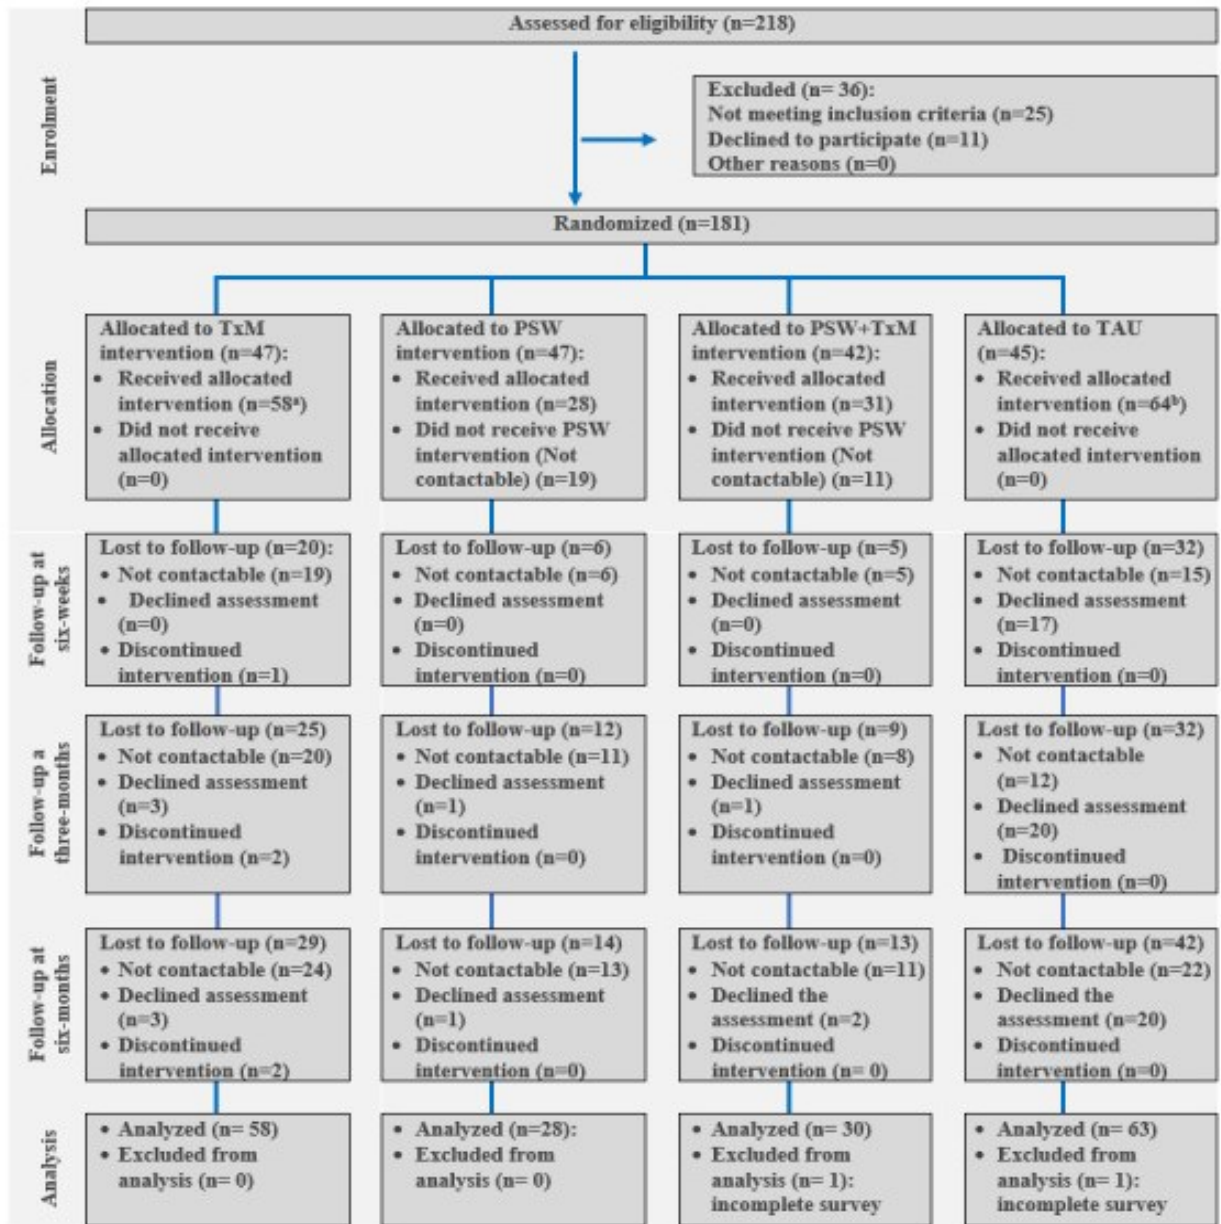 Assessed for eligibility (n=218)
Enrolment
Excluded (n= 36):
Not meeting inclusion criteria (n=25)
Declined to participate (n=11)
Other reasons (n=0)
Randomized (n=181)
Allocation
Allocated to TxM
intervention (n=47):
• Received allocated
intervention (n=58ᵃ)
• Did not receive
allocated intervention
(n=0)
Allocated to PSW
intervention (n=47):
• Received allocated
intervention (n=28)
• Did not receive PSW
intervention (Not
contactable) (n=19)
Allocated to PSW+TxM
intervention (n=42):
• Received allocated
intervention (n=31)
• Did not receive PSW
intervention (Not
contactable) (n=11)
Allocated to TAU
(n=45):
• Received allocated
intervention (n=64ᵇ)
• Did not receive
allocated intervention
(n=0)
Follow-up at
six-weeks
Lost to follow-up (n=20):
• Not contactable (n=19)
• Declined assessment
(n=0)
• Discontinued
intervention (n=1)
Lost to follow-up (n=6)
• Not contactable (n=6)
• Declined assessment
(n=0)
• Discontinued
intervention (n=0)
Lost to follow-up (n=5)
• Not contactable (n=5)
• Declined assessment
(n=0)
• Discontinued
intervention (n=0)
Lost to follow-up (n=32)
• Not contactable (n=15)
• Declined assessment
(n=17)
• Discontinued
intervention (n=0)
Follow-up a
three-months
Lost to follow-up (n=25)
• Not contactable (n=20)
• Declined assessment
(n=3)
• Discontinued
intervention (n=2)
Lost to follow-up (n=12)
• Not contactable (n=11)
• Declined assessment
(n=1)
• Discontinued
intervention (n=0)
Lost to follow-up (n=9)
• Not contactable (n=8)
• Declined assessment
(n=1)
• Discontinued
intervention (n=0)
Lost to follow-up (n=32)
• Not contactable
(n=12)
• Declined assessment
(n=20)
• Discontinued
intervention (n=0)
Follow-up at
six-months
Lost to follow-up (n=29)
• Not contactable (n=24)
• Declined assessment
(n=3)
• Discontinued
intervention (n=2)
Lost to follow-up (n=14)
• Not contactable (n=13)
• Declined assessment
(n=1)
• Discontinued
intervention (n=0)
Lost to follow-up (n=13)
• Not contactable (n=11)
• Declined the
assessment (n=2)
• Discontinued
intervention (n= 0)
Lost to follow-up (n=42)
• Not contactable (n=22)
• Declined the
assessment (n=20)
• Discontinued
intervention (n=0)
Analysis
• Analyzed (n= 58)
• Excluded from
analysis (n= 0)
• Analyzed (n=28):
• Excluded from
analysis (n= 0)
• Analyzed (n= 30)
• Excluded from
analysis (n= 1):
incomplete survey
• Analyzed (n= 63)
• Excluded from
analysis (n= 1):
incomplete survey